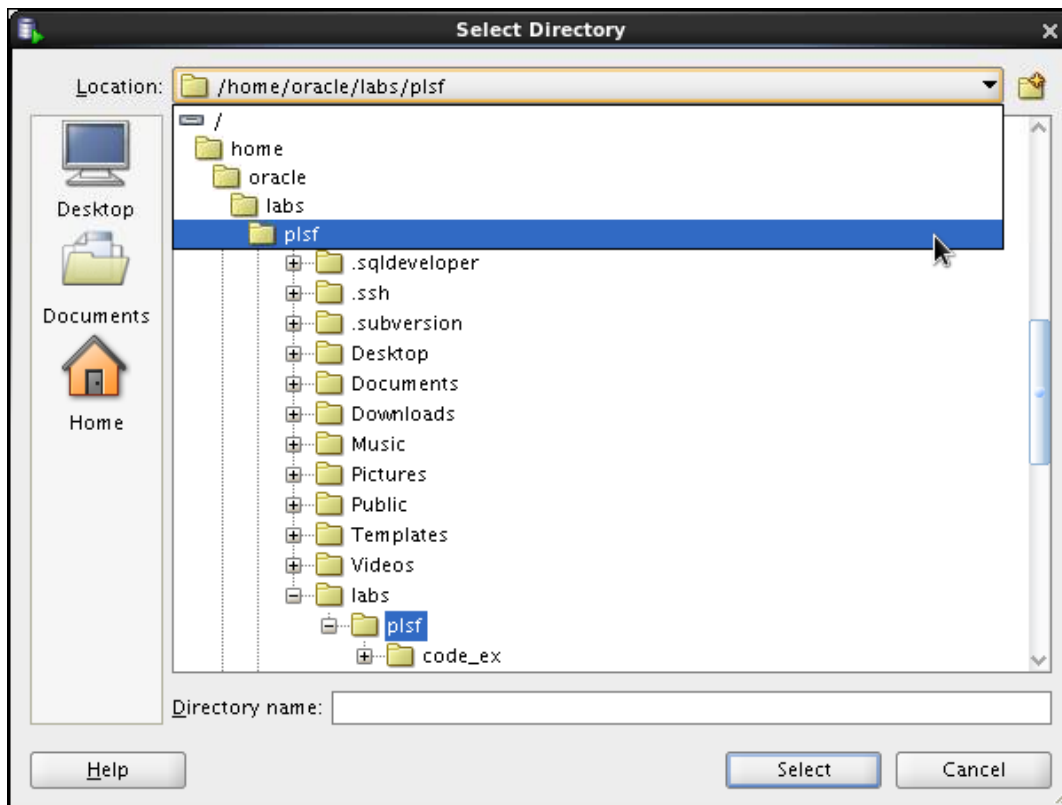 Select Directory
Location: /home/oracle/labs/plsf
/
home
oracle
labs
plsf
Desktop
Documents
Home
.sqldeveloper
.ssh
.subversion
Desktop
Documents
Downloads
Music
Pictures
Public
Templates
Videos
labs
plsf
code_ex
Directory name:
Help
Select
Cancel